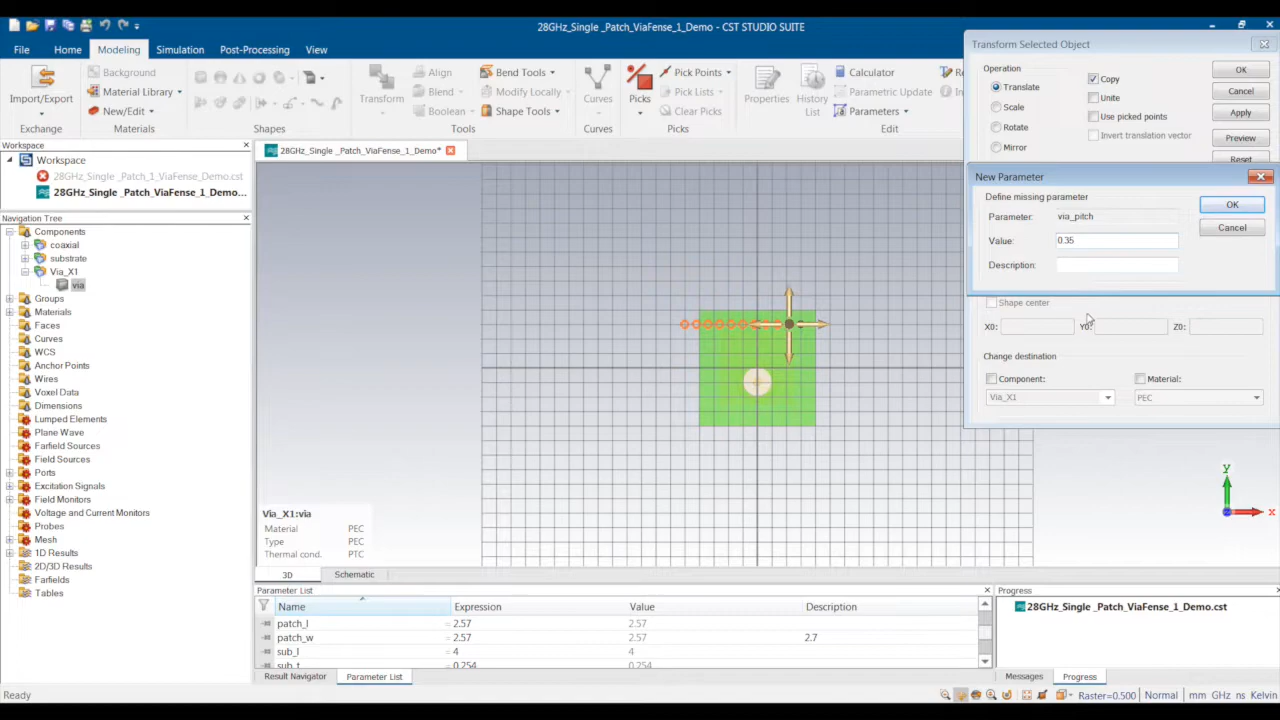 28GHz_Single _Patch_ViaFense_1_Demo - CST STUDIO SUITE
File Home Modeling Simulation Post-Processing View
Import/Export
Exchange
Background
Material Library
New/Edit
Materials
Shapes
Transform
Align
Blend
Boolean
Bend Tools
Modify Locally
Shape Tools
Tools
Curves
Curves
Picks
Pick Points
Pick Lists
Clear Picks
Picks
Properties
History
List
Calculator
Parametric Update
Parameters
Edit
Transform Selected Object
Operation
Translate
Scale
Rotate
Mirror
Copy
Unite
Use picked points
Invert translation vector
OK
Cancel
Apply
Preview
Reset
New Parameter
Define missing parameter
Parameter: via_pitch
Value: 0.35
Description:
OK
Cancel
Shape center
X0: Y0: Z0:
Change destination
Component: Material:
Via_X1 PEC
Workspace
Workspace
28GHz_Single _Patch_1_ViaFense_Demo.cst
28GHz_Single _Patch_ViaFense_1_Demo...
28GHz_Single _Patch_ViaFense_1_Demo*
Navigation Tree
Components
coaxial
substrate
Via_X1
via
Groups
Materials
Faces
Curves
WCS
Anchor Points
Wires
Voxel Data
Dimensions
Lumped Elements
Plane Wave
Farfield Sources
Field Sources
Ports
Excitation Signals
Field Monitors
Voltage and Current Monitors
Probes
Mesh
1D Results
2D/3D Results
Farfields
Tables
Via_X1:via
Material PEC
Type PEC
Thermal cond. PTC
y
x
3D Schematic
Parameter List
Name Expression Value Description
patch_l = 2.57 2.57
patch_w = 2.57 2.57 2.7
sub_l = 4 4
sub_t = 0.254 0.254
Result Navigator Parameter List
Progress
28GHz_Single _Patch_ViaFense_1_Demo.cst
Messages Progress
Ready
Raster=0.500 Normal mm GHz ns Kelvin